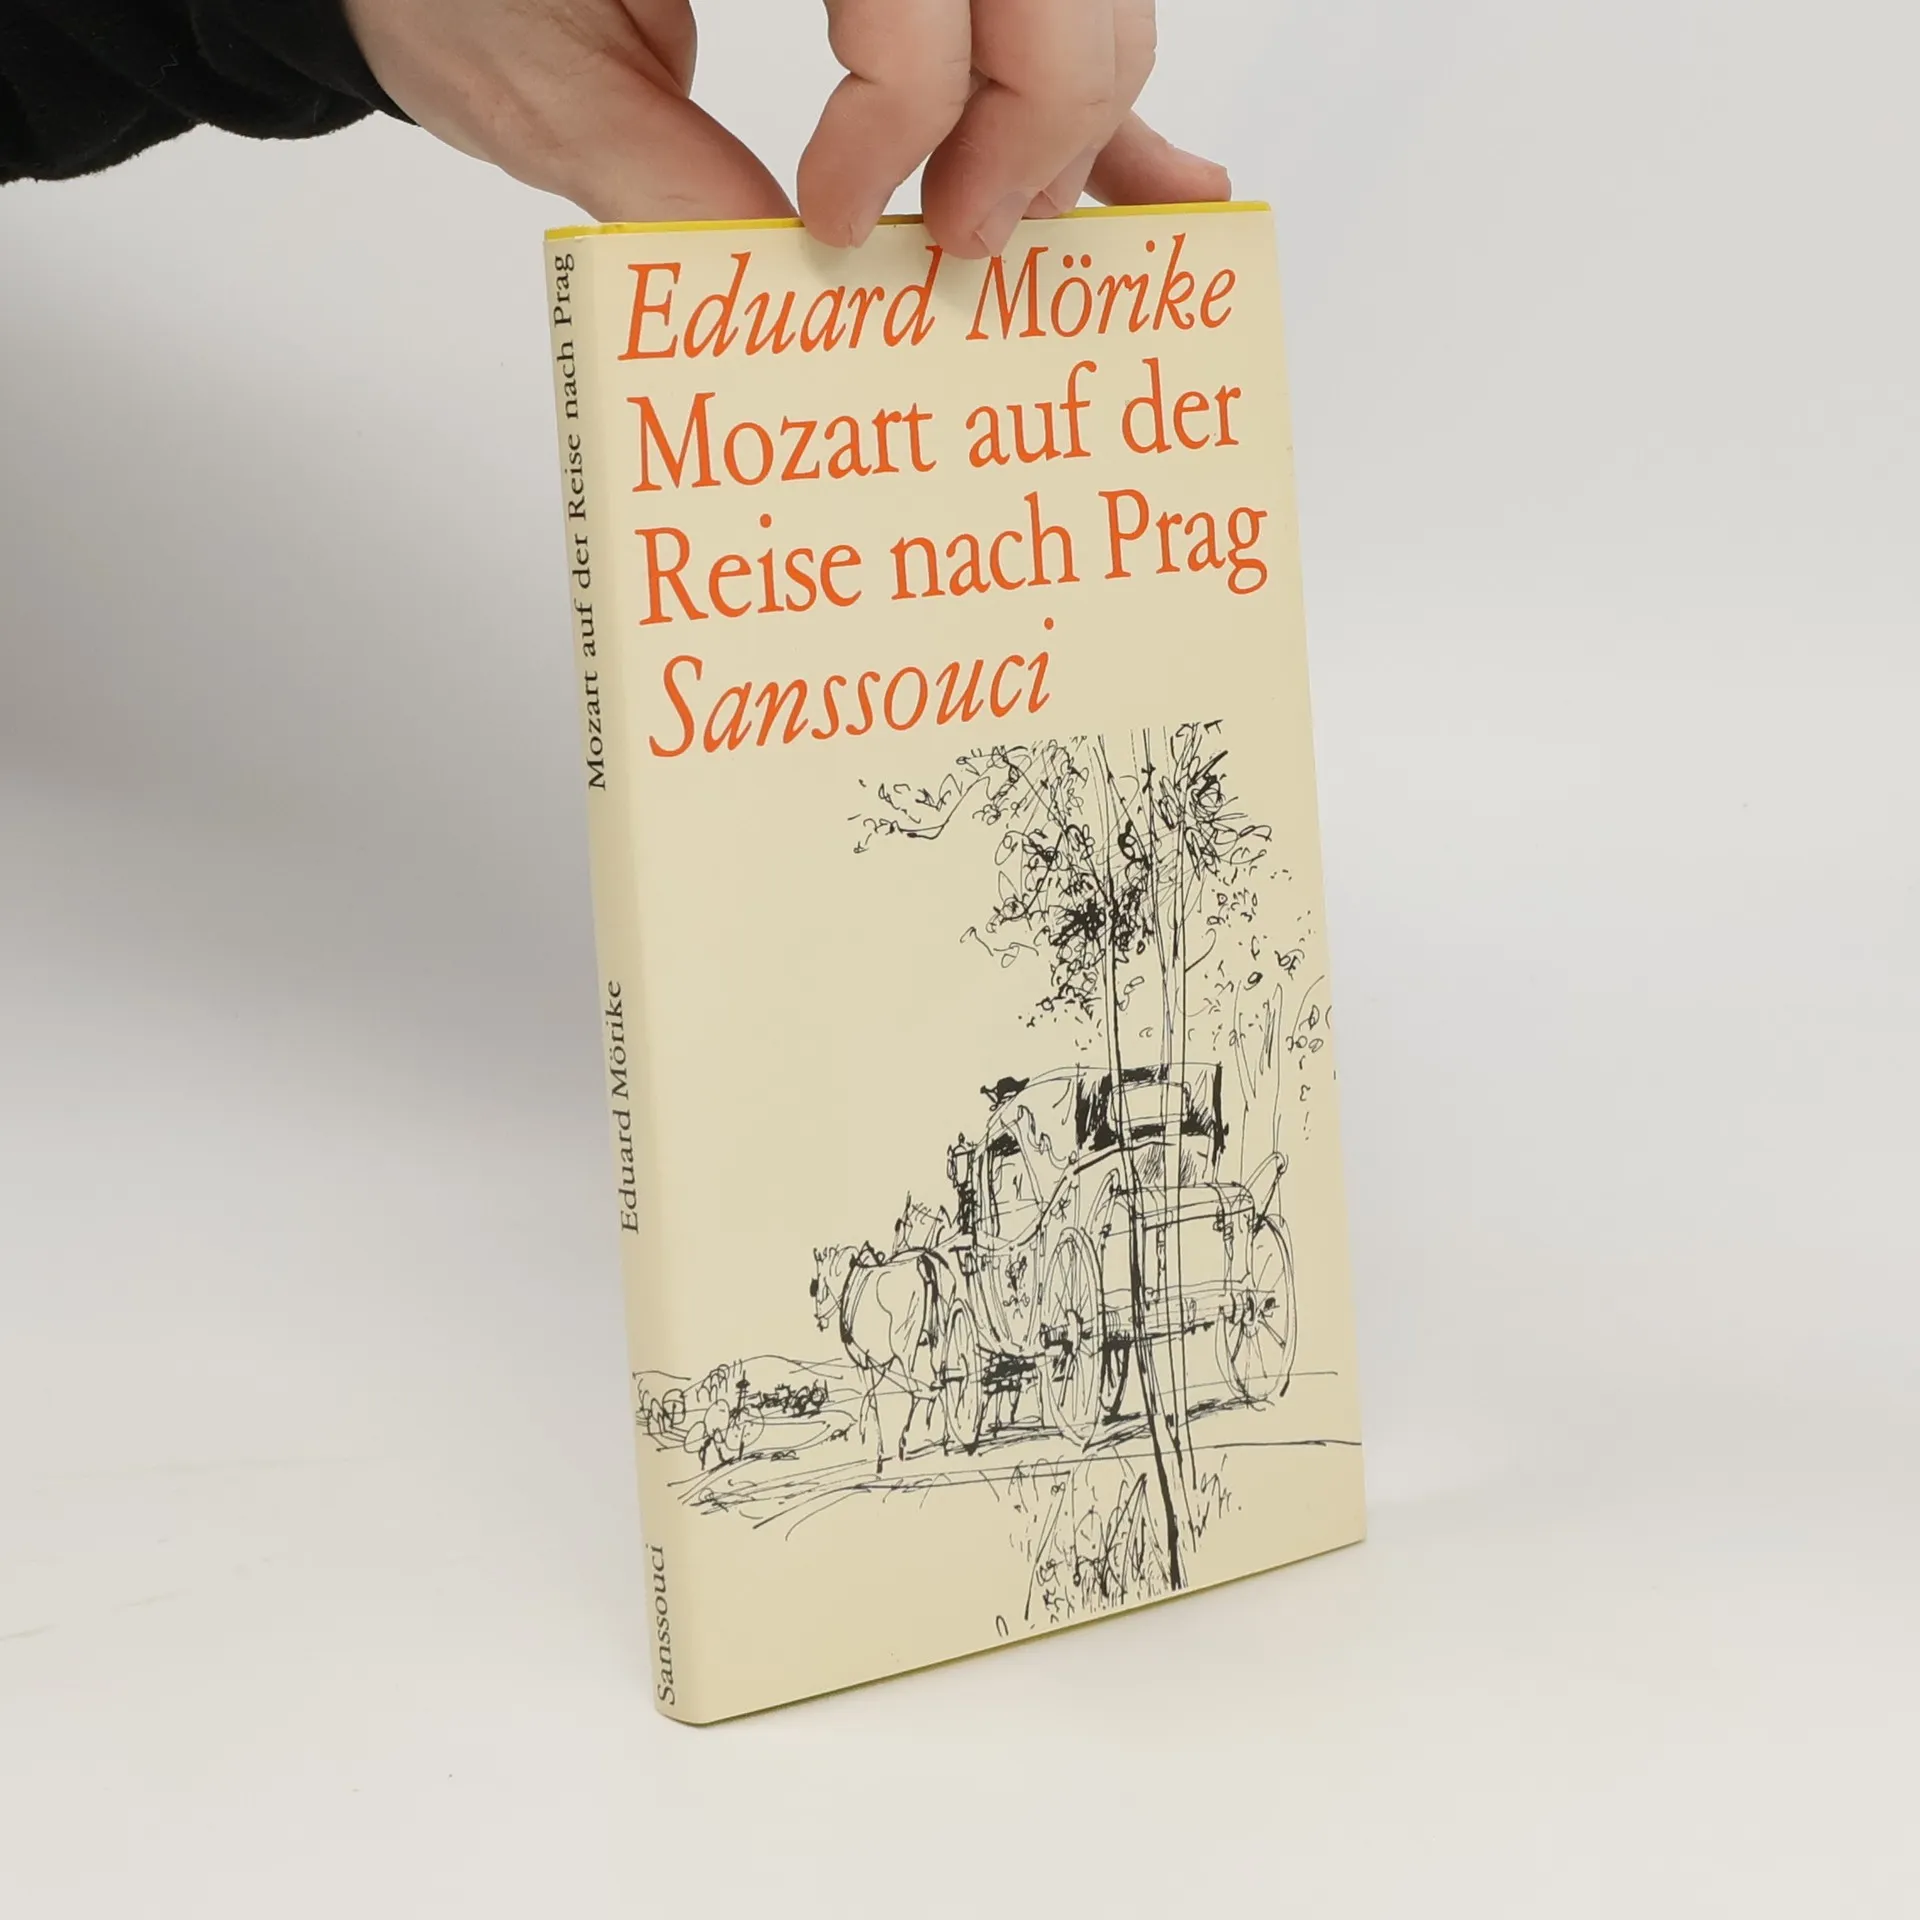 Eduard Mörike
Mozart auf der
Reise nach Prag
Sanssouci
Mozart auf der Reise nach Prag
Eduard Mörike
Sanssouci